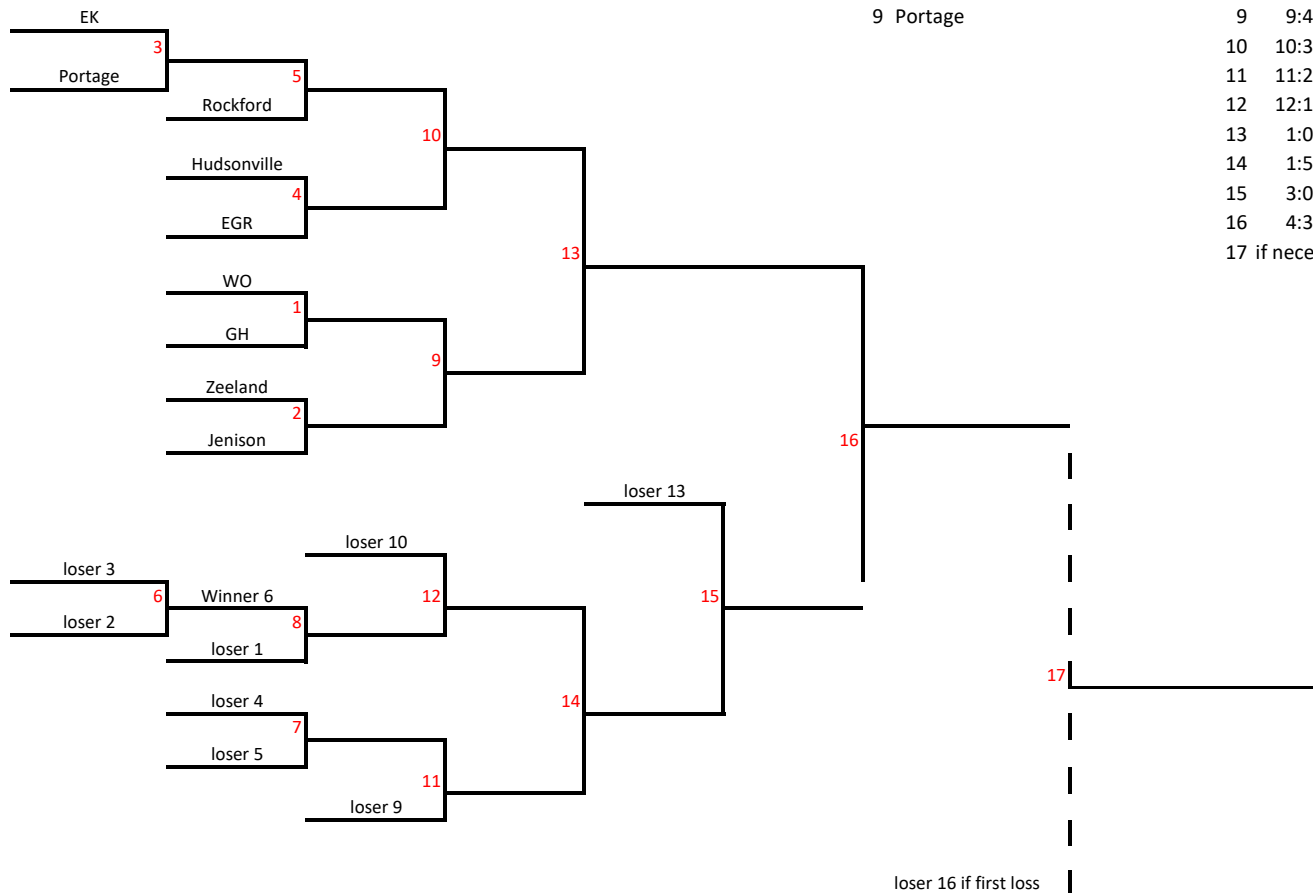 EK
9 Portage
9 9:4
3
10 10:3
Portage
5
11 11:2
Rockford
12 12:1
10
13 1:0
Hudsonville
14 1:5
4
15 3:0
EGR
16 4:3
13
17 if nece
WO
1
GH
9
Zeeland
2
Jenison
16
loser 13
loser 10
loser 3
6
Winner 6
12
15
loser 2
8
loser 1
17
loser 4
14
7
loser 5
11
loser 9
loser 16 if first loss